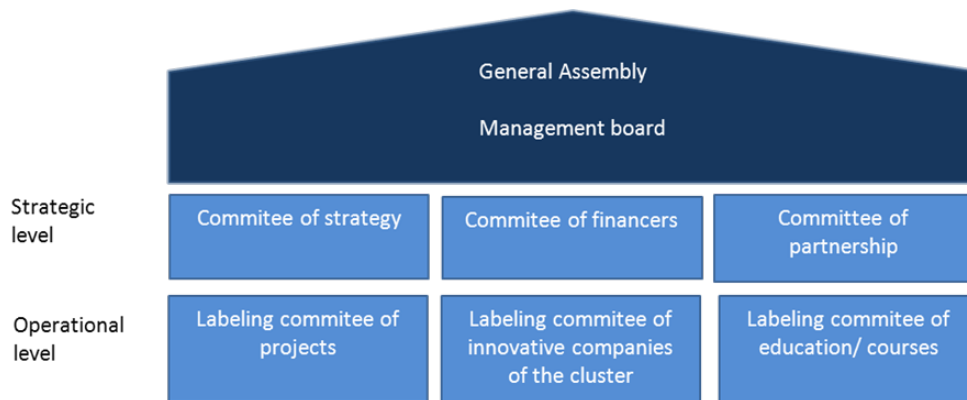 General Assembly
Management board
Strategic
level
Commitee of strategy
Commitee of financers
Committee of
partnership
Operational
level
Labeling commitee of
projects
Labeling commitee of
innovative companies
of the cluster
Labeling commitee of
education/ courses